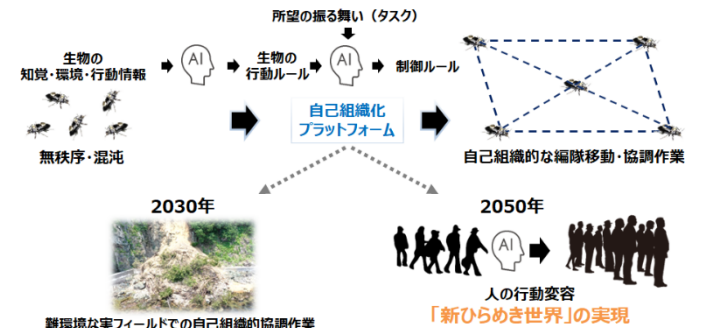 所望の振る舞い（タスク）
生物の
知覚・環境・行動情報
AI
生物の
行動ルール
AI
制御ルール
自己組織化
プラットフォーム
無秩序・混沌
自己組織的な編隊移動・協調作業
2030年
2050年
AI
人の行動変容
難環境な実フィールドでの自己組織的協調作業
「新ひらめき世界」の実現